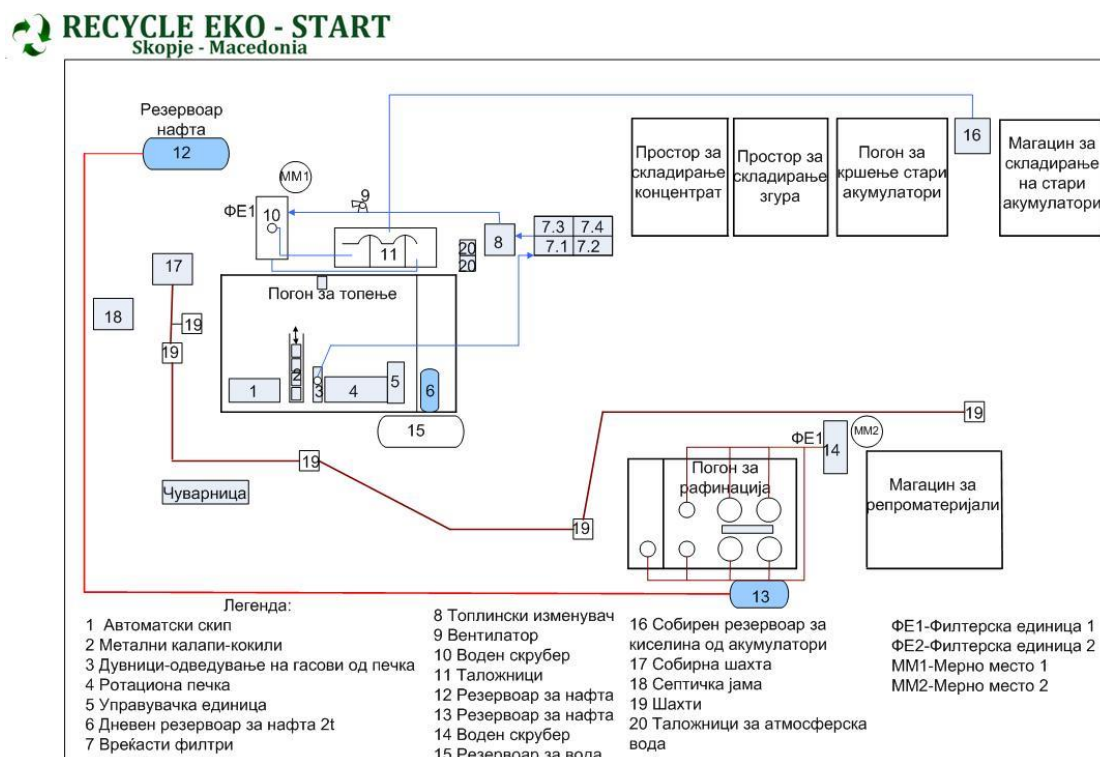 RECYCLE EKO - START
Skopje - Macedonia
Резервоар
нафта
12
ММ1
ФЕ1
10
9
11
8
20
20
7.3
7.4
7.1
7.2
Простор за
складирање
концентрат
Простор за
складирање
згура
Погон за
кршење стари
акумулатори
16
Магацин за
складирање
на стари
акумулатори
17
18
19
19
Погон за топење
1
2
3
4
5
6
15
19
Чуварница
19
19
ФЕ1
ММ2
14
Погон за
рафинација
Магацин за
репроматеријали
13
Легенда:
1 Автоматски скип
2 Метални калапи-кокили
3 Дувници-одведување на гасови од печка
4 Ротациона печка
5 Управувачка единица
6 Дневен резервоар за нафта 2t
7 Вреќасти филтри
8 Топлински изменувач
9 Вентилатор
10 Воден скрубер
11 Таложници
12 Резервоар за нафта
13 Резервоар за нафта
14 Воден скрубер
15 Резервоар за вода
16 Собирен резервоар за
киселина од акумулатори
17 Собирна шахта
18 Септичка јама
19 Шахти
20 Таложници за атмосферска
вода
ФЕ1-Филтерска единица 1
ФЕ2-Филтерска единица 2
ММ1-Мерно место 1
ММ2-Мерно место 2